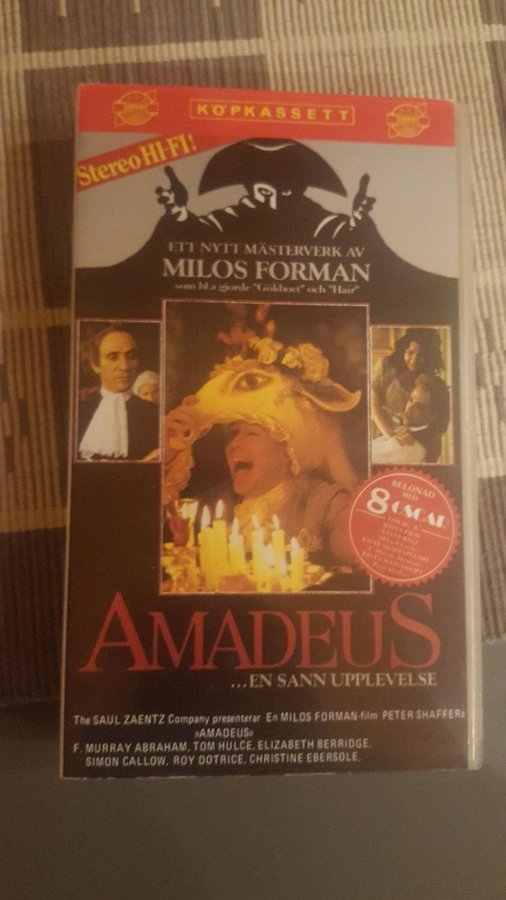 KÖPKASSETT
Stereo HI-FI!
ETT NYTT MÄSTERVERK AV
MILOS FORMAN
som bl a gjorde "Gökboet" och "Hair"
BELÖNAD
MED
8 OSCAR
BÄSTA FILM
AMADEUS
...EN SANN UPPLEVELSE
The SAUL ZAENTZ Company presenterar En MILOS FORMAN-film PETER SHAFFERs
»AMADEUS»
F. MURRAY ABRAHAM, TOM HULCE, ELIZABETH BERRIDGE,
SIMON CALLOW, ROY DOTRICE, CHRISTINE EBERSOLE.